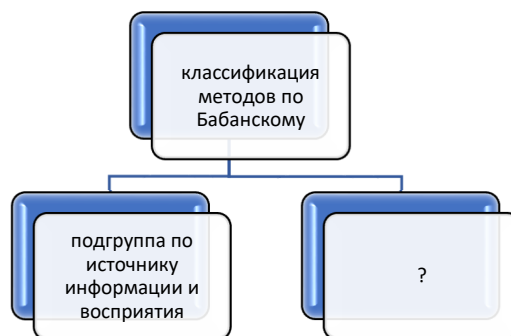 классификация
методов по
Бабанскому
подгруппа по
источнику
информации и
восприятия
?